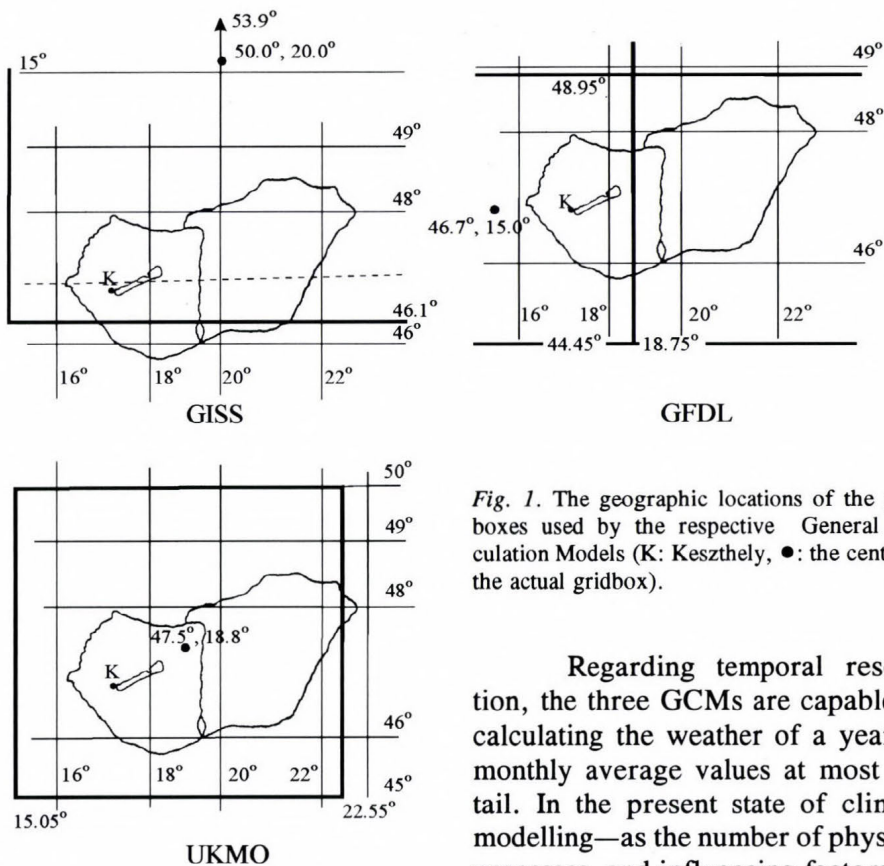 53.9°
50.0°, 20.0°
15°
49°
48°
K
46.1°
46°
16° 18° 20° 22°
GISS
49°
48.95°
48°
K
46.7°, 15.0°
46°
16° 18° 20° 22°
44.45° 18.75°
GFDL
50°
49°
48°
47.5°, 18.8°
K
46°
16° 18° 20° 22°
45°
15.05° 22.55°
UKMO
Fig. 1. The geographic locations of the
boxes used by the respective General
culation Models (K: Keszthely, ●: the cent
the actual gridbox).
Regarding temporal res
tion, the three GCMs are capable
calculating the weather of a year
monthly average values at most
tail. In the present state of clim
modelling—as the number of phys